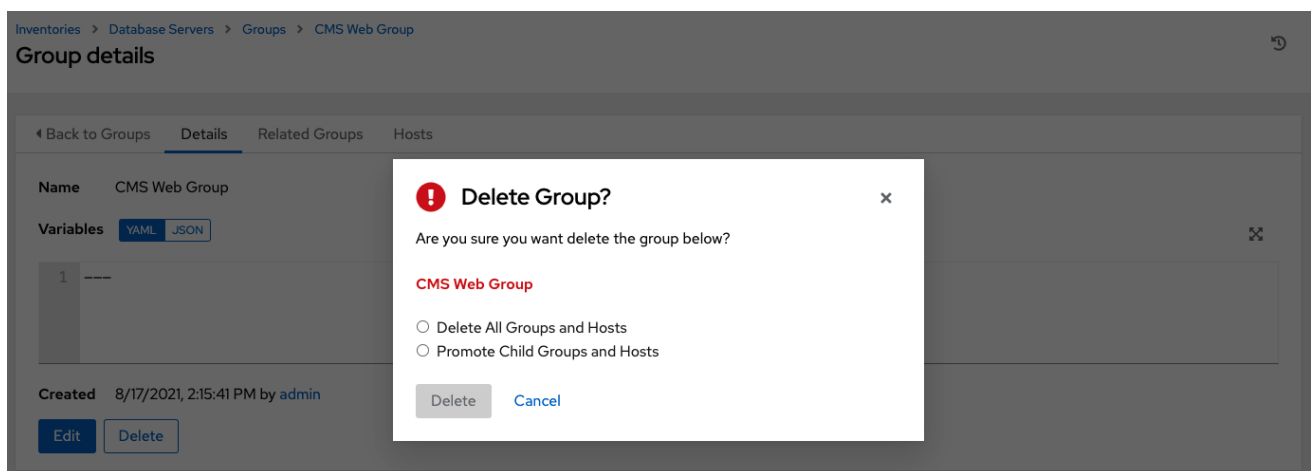 Inventories > Database Servers > Groups > CMS Web Group
Group details
Back to Groups Details Related Groups Hosts
Name CMS Web Group
Variables YAML JSON
1 ---
Created 8/17/2021, 2:15:41 PM by admin
Edit Delete
Delete Group?
Are you sure you want delete the group below?
CMS Web Group
Delete All Groups and Hosts
Promote Child Groups and Hosts
Delete Cancel